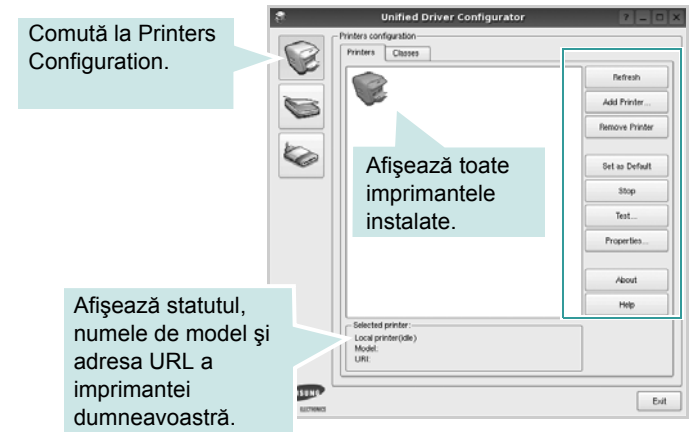 Unified Driver Configurator
Comută la Printers
Configuration.
Printers configuration
Printers
Classes
Refresh
Add Printer...
Remove Printer
Set as Default
Stop
Test...
Properties...
About
Help
Afişează toate
imprimantele
instalate.
Afişează statutul,
numele de model şi
adresa URL a
imprimantei
dumneavoastră.
Selected printer:
Local printer(idle)
Model:
URI:
SUNG
ELECTRONICS
Exit